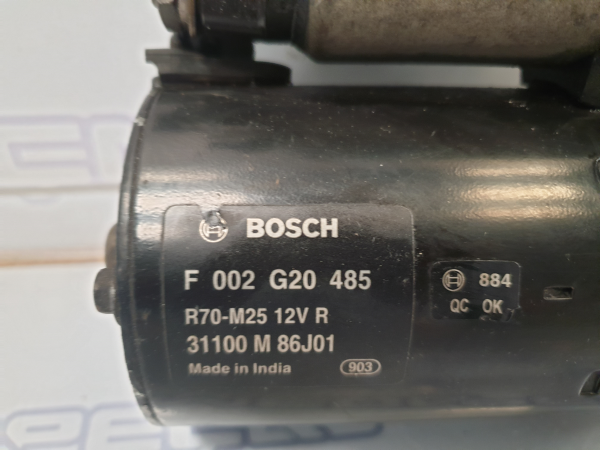 BOSCH
F 002 G20 485
R70-M25 12V R
31100 M 86J01
Made in India 903
884
QC OK